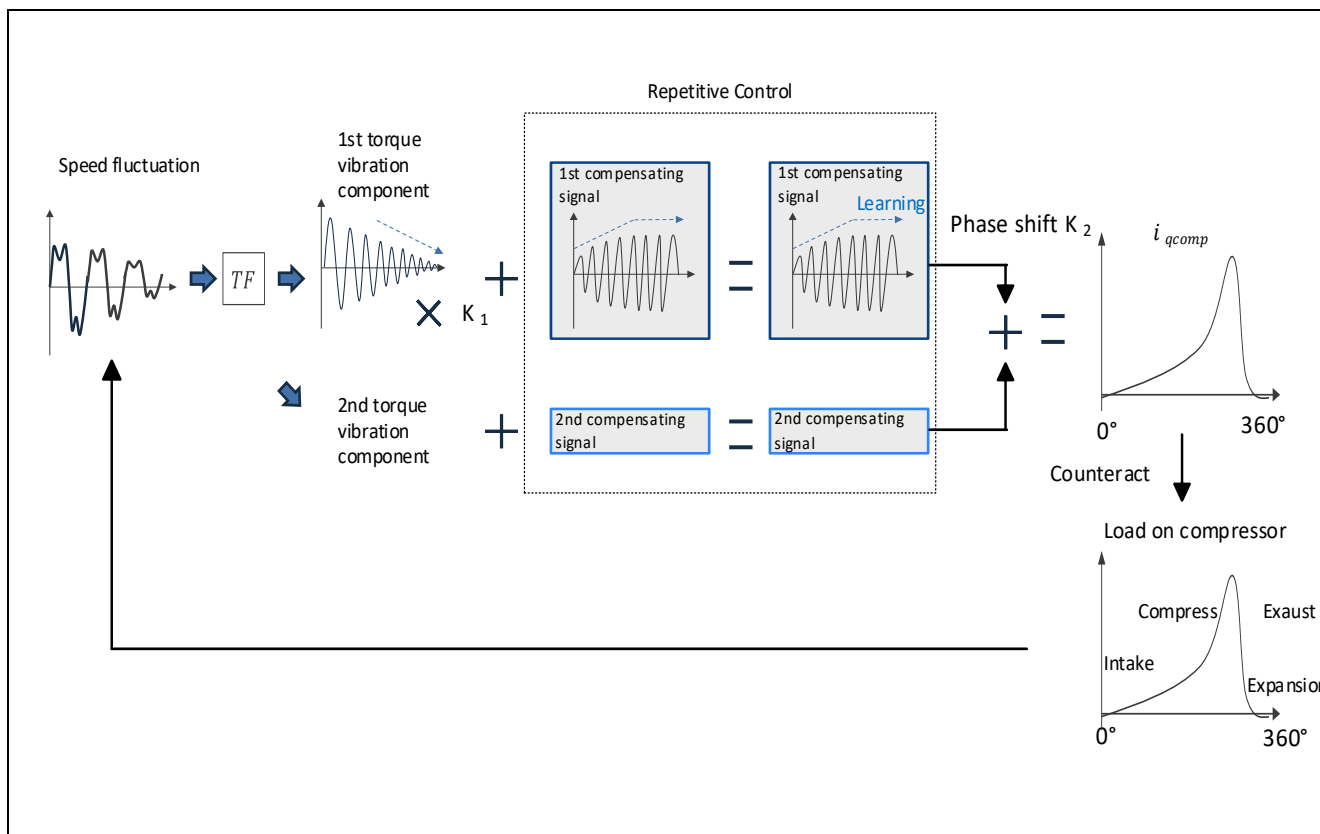 Repetitive Control
Speed fluctuation
1st torque
vibration
component
1st compensating
signal
1st compensating
signal
Learning
Phase shift K 2
i qcomp
TF
K 1
+
=
+
=
0°
360°
2nd torque
vibration
component
+
2nd compensating
signal
=
2nd compensating
signal
Counteract
Load on compressor
Compress
Exaust
Intake
Expansion
0°
360°